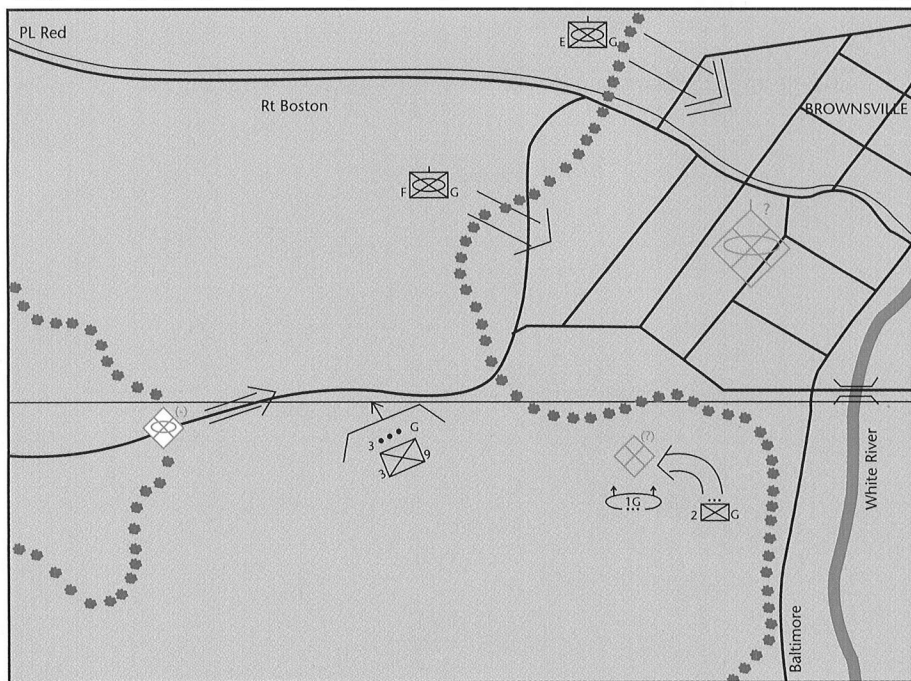 PL Red
E G
Rt Boston
BROWNSVILLE
F G
?
(-)
3 G
3 9
(?)
1G
2 G
White River
Baltimore